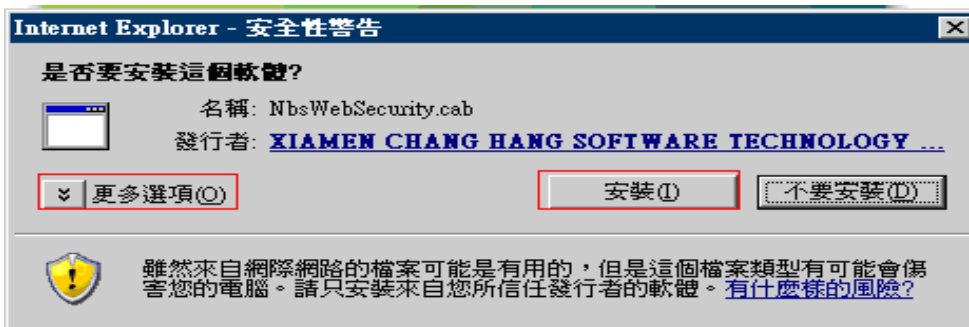 Internet Explorer - 安全性警告
是否要安裝這個軟體?
名稱: NbsWebSecurity.cab
發行者: XIAMEN CHANG HANG SOFTWARE TECHNOLOGY ...
更多選項(O) 安裝(I) 不要安裝(D)
雖然來自網際網路的檔案可能是有用的，但是這個檔案類型有可能會傷
害您的電腦。請只安裝來自您所信任發行者的軟體。有什麼樣的風險?